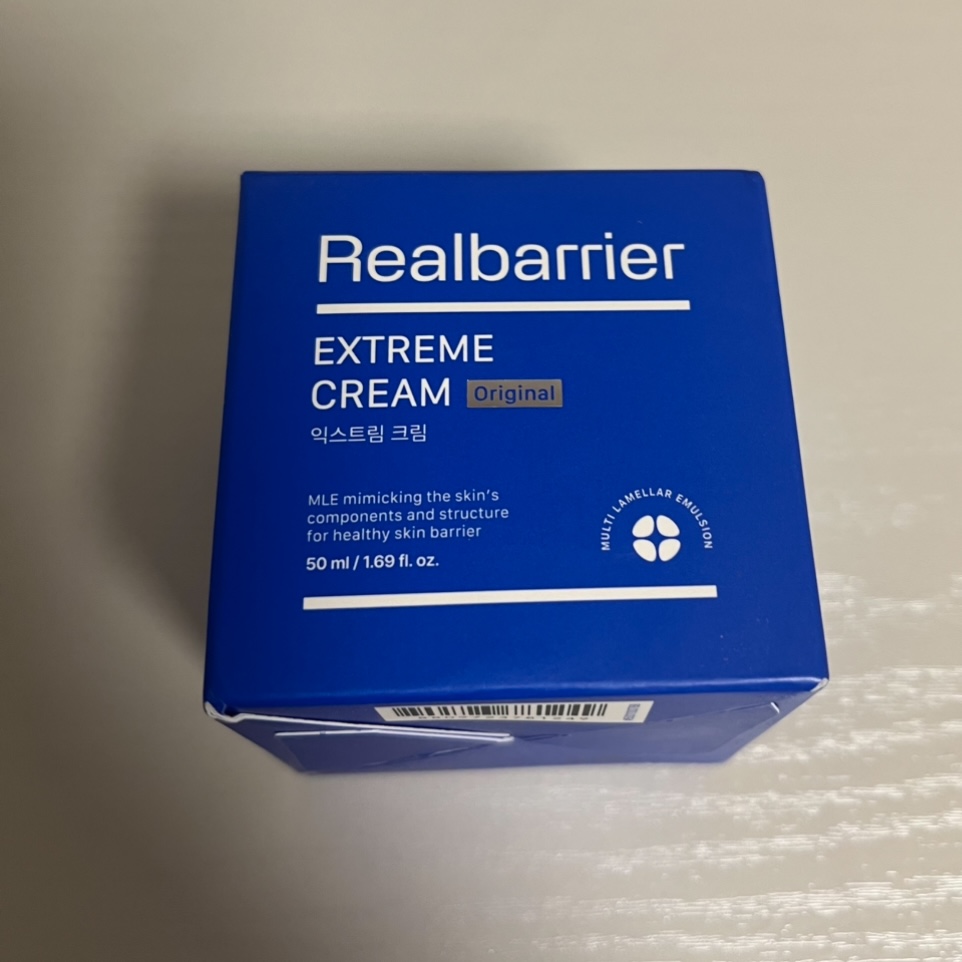 Realbarrier
EXTREME
CREAM Original
익스트림 크림
MLE mimicking the skin's
components and structure
for healthy skin barrier
50 ml / 1.69 fl. oz.
MULTI LAMELLAR EMULSION